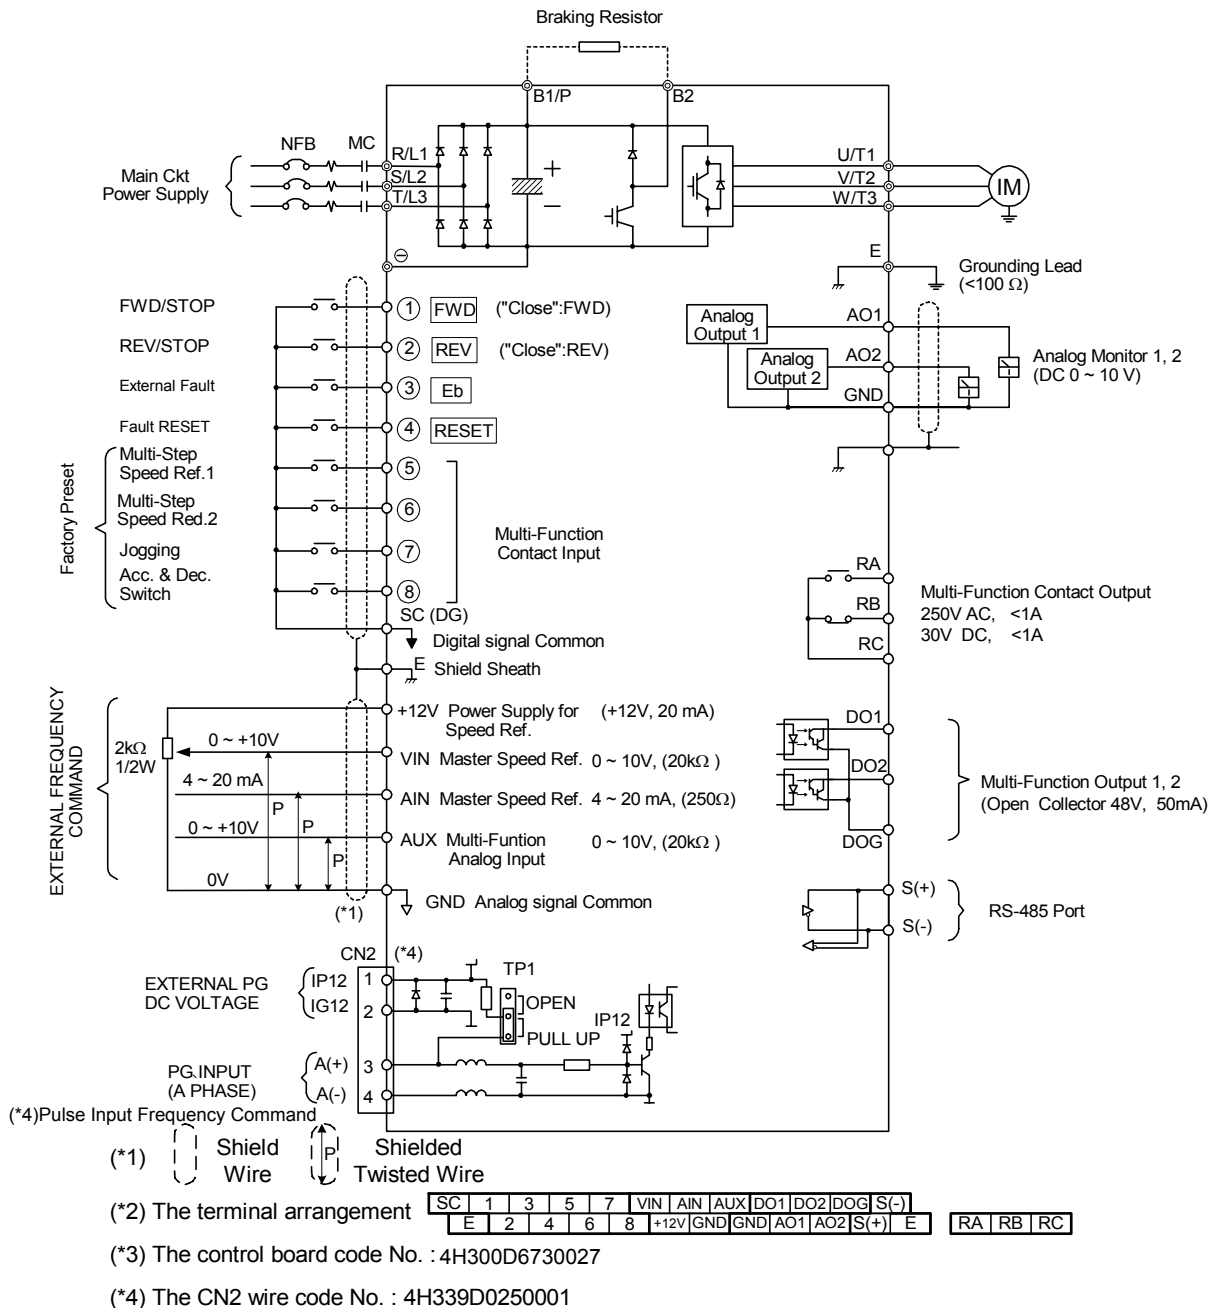 Braking Resistor
B1/P
B2
NFB
MC
R/L1
S/L2
T/L3
Main Ckt
Power Supply
+
−
⊖
U/T1
V/T2
W/T3
IM
E
Grounding Lead
(<100 Ω)
FWD/STOP
1 FWD ("Close":FWD)
REV/STOP
2 REV ("Close":REV)
External Fault
3 Eb
Fault RESET
4 RESET
Factory Preset
Multi-Step
Speed Ref.1
5
Multi-Step
Speed Red.2
6
Jogging
7
Acc. & Dec.
Switch
8
Multi-Function
Contact Input
SC (DG)
Digital signal Common
E Shield Sheath
Analog
Output 1
Analog
Output 2
AO1
AO2
GND
Analog Monitor 1, 2
(DC 0 ~ 10 V)
RA
RB
RC
Multi-Function Contact Output
250V AC, <1A
30V DC, <1A
EXTERNAL FREQUENCY
COMMAND
2kΩ
1/2W
0 ~ +10V
4 ~ 20 mA
0 ~ +10V
0V
P
P
P
(*1)
+12V Power Supply for (+12V, 20 mA)
Speed Ref.
VIN Master Speed Ref. 0 ~ 10V, (20kΩ )
AIN Master Speed Ref. 4 ~ 20 mA, (250Ω)
AUX Multi-Funtion 0 ~ 10V, (20kΩ )
Analog Input
GND Analog signal Common
DO1
DO2
DOG
Multi-Function Output 1, 2
(Open Collector 48V, 50mA)
S(+)
S(-)
RS-485 Port
CN2 (*4)
EXTERNAL PG
DC VOLTAGE
IP12
IG12
1
2
TP1
OPEN
PULL UP
IP12
PG.INPUT
(A PHASE)
A(+)
A(-)
3
4
(*4)Pulse Input Frequency Command
(*1) Shield P Shielded
Wire Twisted Wire
(*2) The terminal arrangement SC 1 3 5 7 VIN AIN AUX DO1 DO2 DOG S(-)
E 2 4 6 8 +12V GND GND AO1 AO2 S(+) E RA RB RC
(*3) The control board code No. : 4H300D6730027
(*4) The CN2 wire code No. : 4H339D0250001